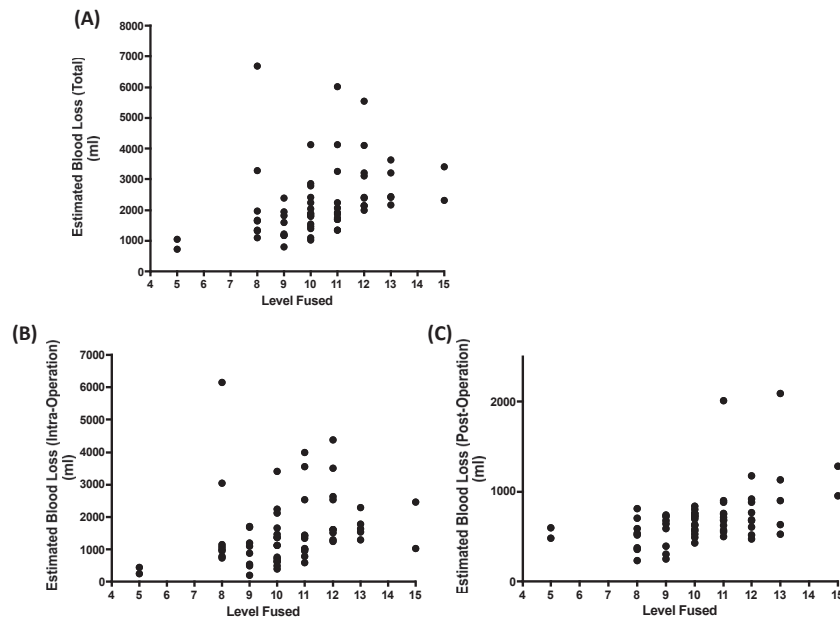 (A)
Estimated Blood Loss (Total)
(ml)
8000
7000
6000
5000
4000
3000
2000
1000
0
4 5 6 7 8 9 10 11 12 13 14 15
Level Fused
(B)
Estimated Blood Loss (Intra-Operation)
(ml)
7000
6000
5000
4000
3000
2000
1000
0
4 5 6 7 8 9 10 11 12 13 14 15
Level Fused
(C)
Estimated Blood Loss (Post-Operation)
(ml)
2000
1000
0
4 5 6 7 8 9 10 11 12 13 14 15
Level Fused